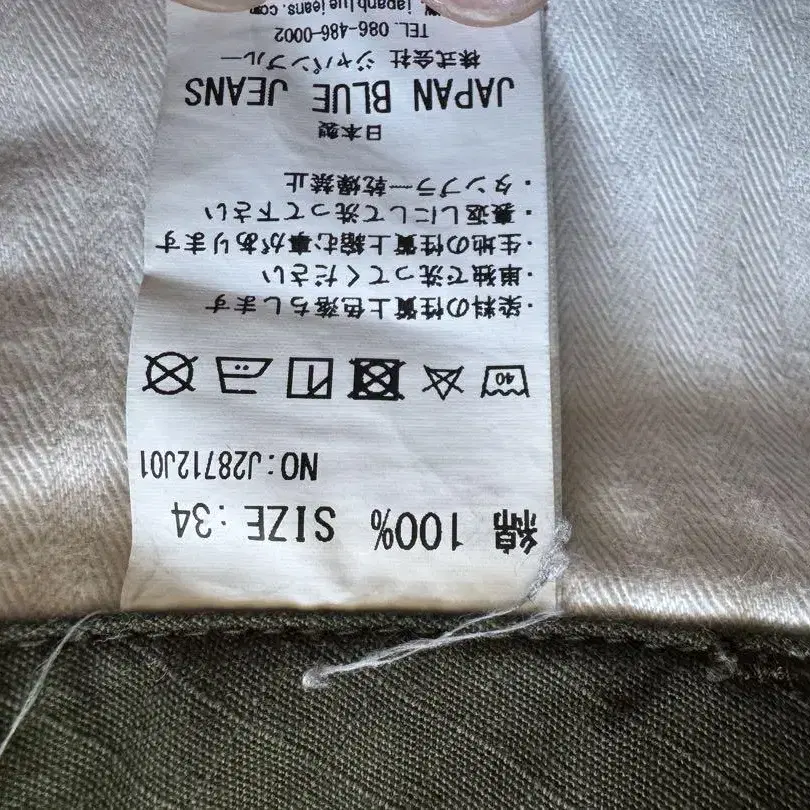 綿 100% SIZE:34
NO:J28712J01
40
・染料の性質上色落ちします
・単独で洗ってください
・生地の性質上縮む事があります
・裏返しにして洗って下さい
・タンブラー乾燥禁止
日本製
JAPAN BLUE JEANS
株式会社 ジャパンブルー
TEL.086-486-0002
japanbluejeans.com